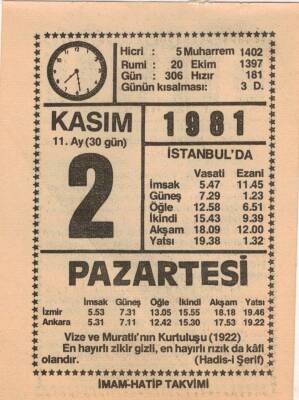 Hicri : 5 Muharrem 1402
Rumi : 20 Ekim 1397
Gün : 306 Hızır 181
Günün kısalması: 3 D.
KASIM
11. Ay (30 gün)
2
1981
İSTANBUL'DA
Vasati Ezani
İmsak 5.47 11.45
Güneş 7.29 1.23
Öğle 12.58 6.51
İkindi 15.43 9.39
Akşam 18.09 12.00
Yatsı 19.38 1.32
PAZARTESİ
İmsak Güneş Öğle İkindi Akşam Yatsı
İzmir 5.53 7.31 13.05 15.55 18.18 19.46
Ankara 5.31 7.11 12.42 15.30 17.53 19.22
Vize ve Muratlı'nın Kurtuluşu (1922)
En hayırlı zikir gizli, en hayırlı rızık da kâfi
olandır. (Hadis-i Şerif)
İMAM-HATİP TAKVİMİ